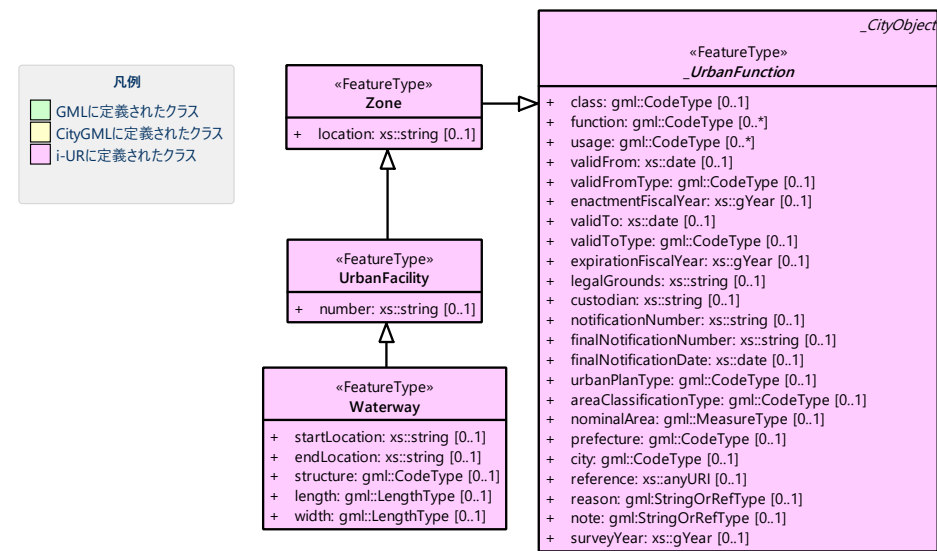 凡例
GMLに定義されたクラス
CityGMLに定義されたクラス
i-URに定義されたクラス
«FeatureType»
Zone
+ location: xs::string [0..1]
«FeatureType»
UrbanFacility
+ number: xs::string [0..1]
«FeatureType»
Waterway
+ startLocation: xs::string [0..1]
+ endLocation: xs::string [0..1]
+ structure: gml::CodeType [0..1]
+ length: gml::LengthType [0..1]
+ width: gml::LengthType [0..1]
_CityObject
«FeatureType»
_UrbanFunction
+ class: gml::CodeType [0..1]
+ function: gml::CodeType [0..*]
+ usage: gml::CodeType [0..*]
+ validFrom: xs::date [0..1]
+ validFromType: gml::CodeType [0..1]
+ enactmentFiscalYear: xs::gYear [0..1]
+ validTo: xs::date [0..1]
+ validToType: gml::CodeType [0..1]
+ expirationFiscalYear: xs::gYear [0..1]
+ legalGrounds: xs::string [0..1]
+ custodian: xs::string [0..1]
+ notificationNumber: xs::string [0..1]
+ finalNotificationNumber: xs::string [0..1]
+ finalNotificationDate: xs::date [0..1]
+ urbanPlanType: gml::CodeType [0..1]
+ areaClassificationType: gml::CodeType [0..1]
+ nominalArea: gml::MeasureType [0..1]
+ prefecture: gml::CodeType [0..1]
+ city: gml::CodeType [0..1]
+ reference: xs::anyURI [0..1]
+ reason: gml:StringOrRefType [0..1]
+ note: gml:StringOrRefType [0..1]
+ surveyYear: xs::gYear [0..1]